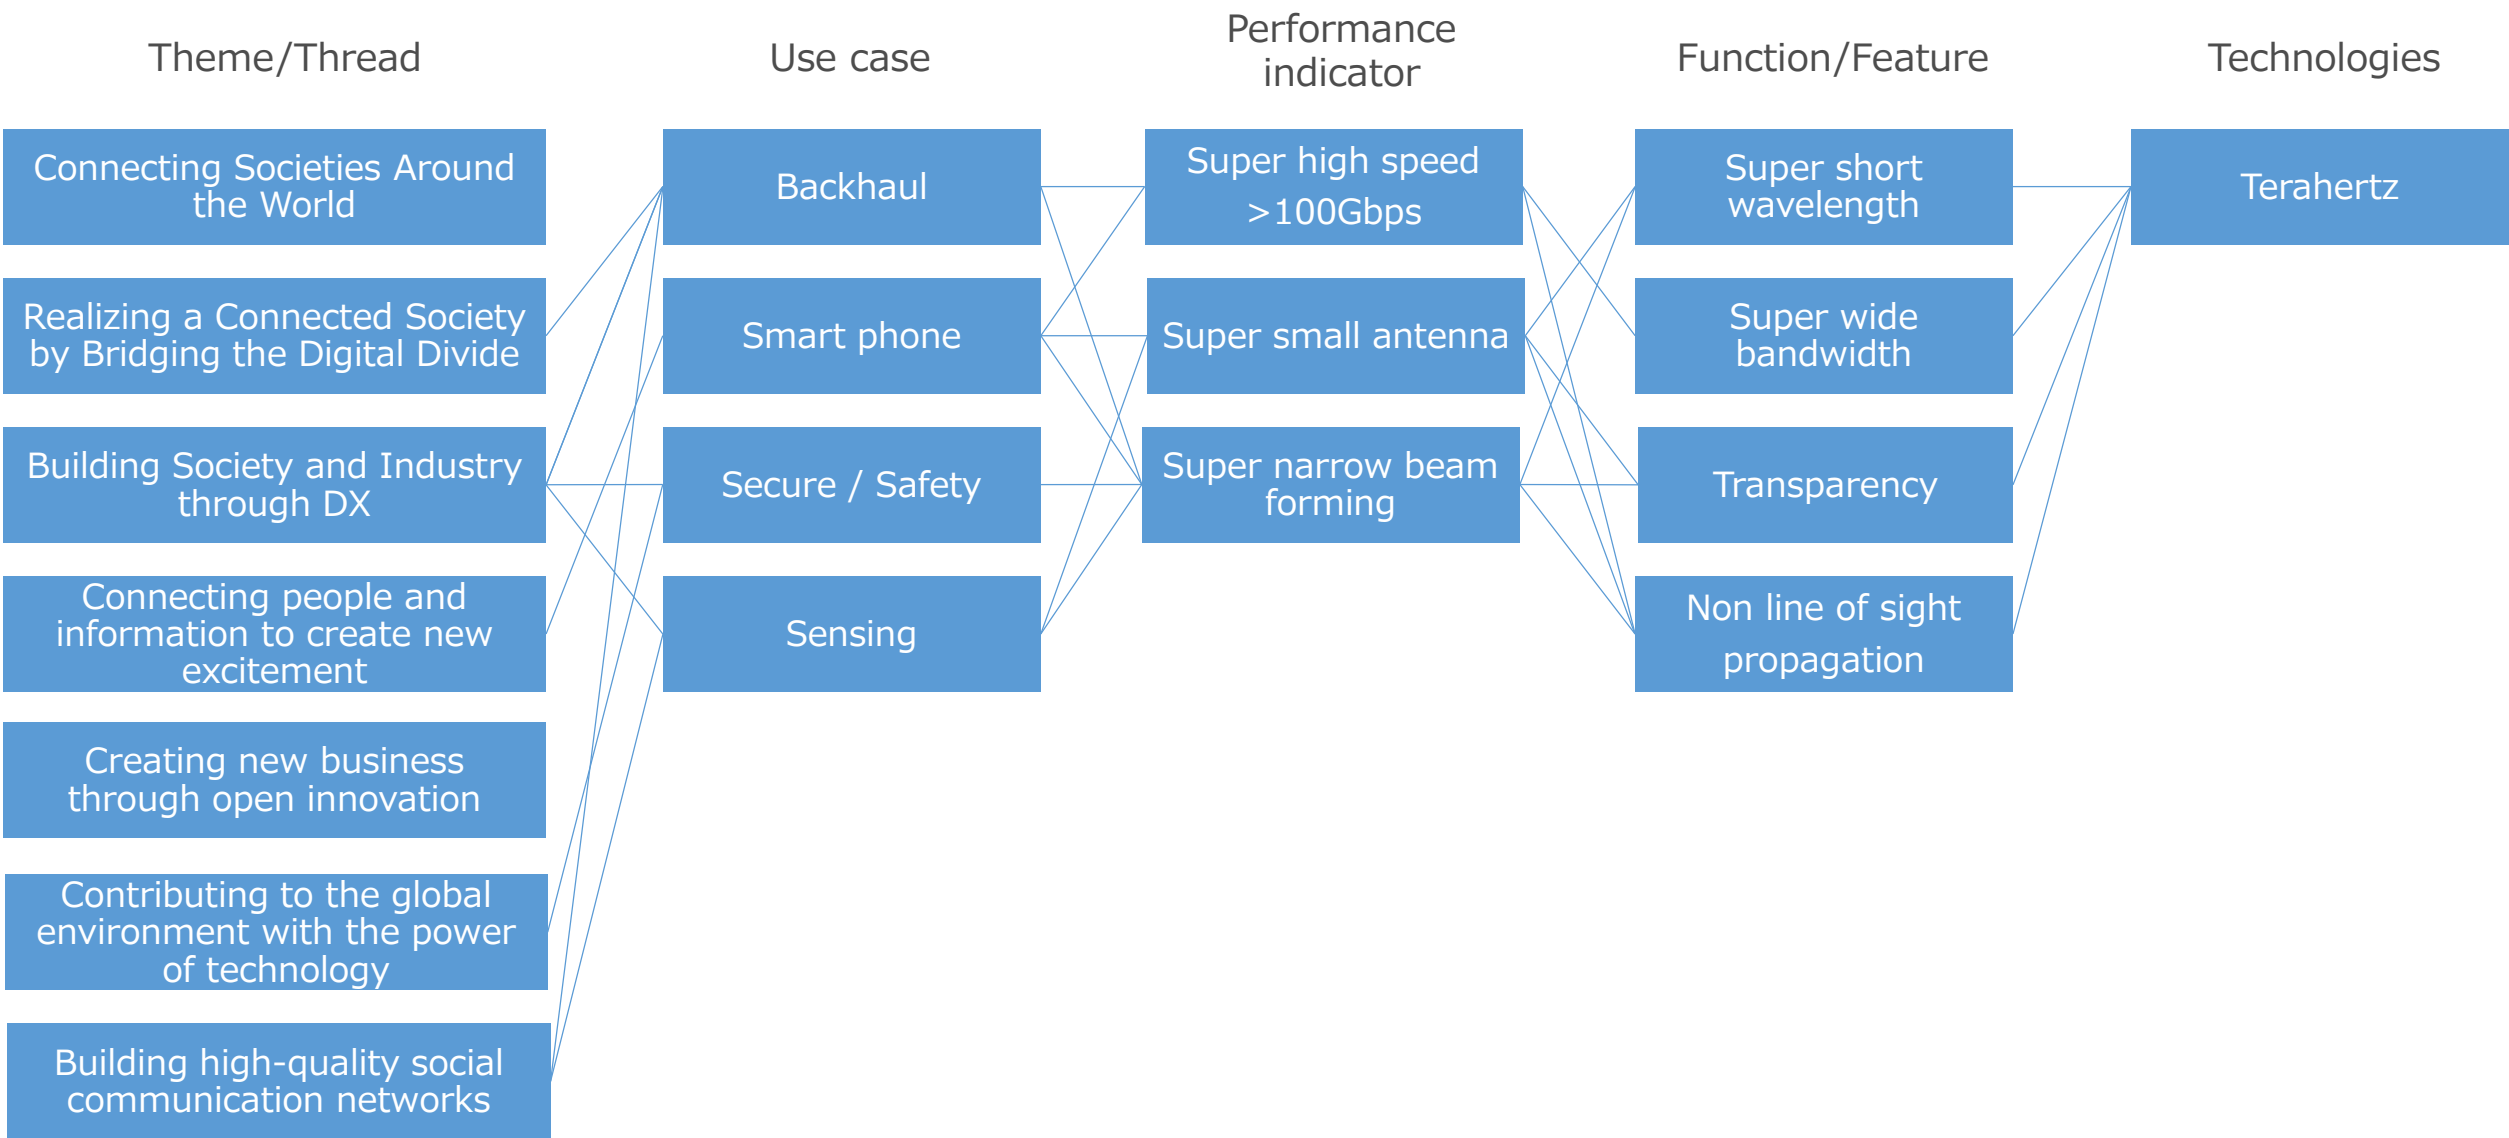 Theme/Thread
Use case
Performance
indicator
Function/Feature
Technologies
Connecting Societies Around
the World
Realizing a Connected Society
by Bridging the Digital Divide
Building Society and Industry
through DX
Connecting people and
information to create new
excitement
Creating new business
through open innovation
Contributing to the global
environment with the power
of technology
Building high-quality social
communication networks
Backhaul
Smart phone
Secure / Safety
Sensing
Super high speed
>100Gbps
Super small antenna
Super narrow beam
forming
Super short
wavelength
Super wide
bandwidth
Transparency
Non line of sight
propagation
Terahertz